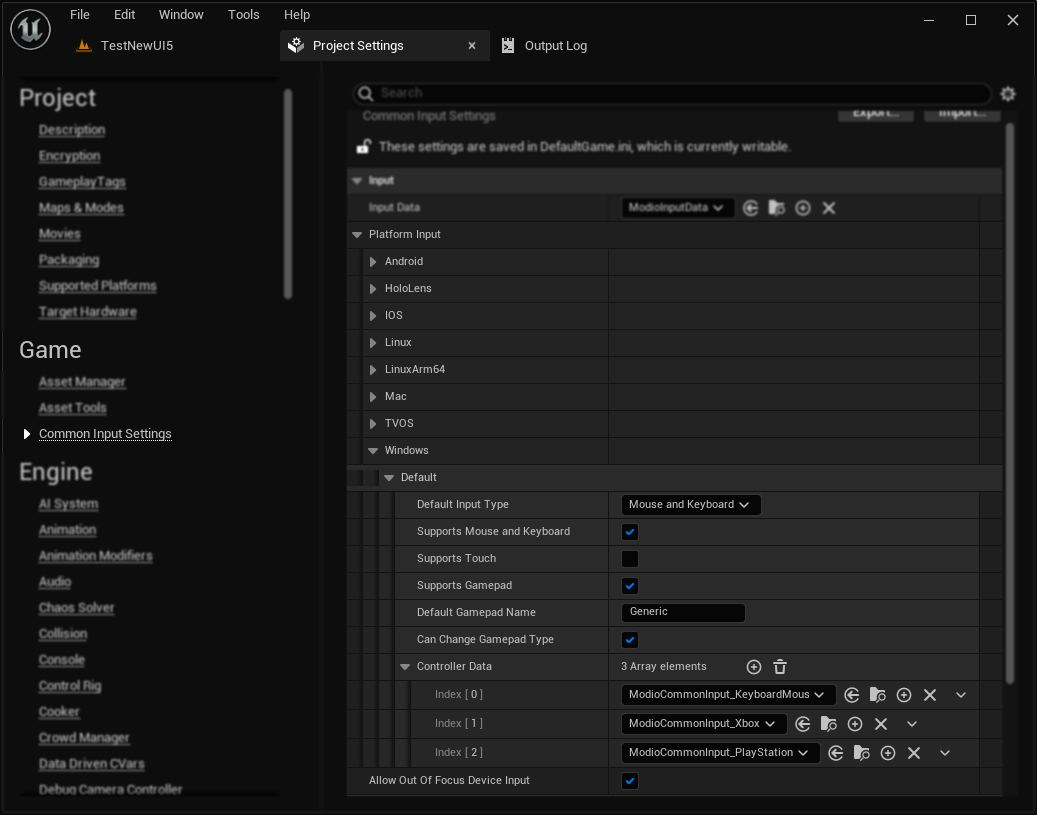 File Edit Window Tools Help
TestNewUI5 Project Settings Output Log
Project
Description
Encryption
GameplayTags
Maps & Modes
Movies
Packaging
Supported Platforms
Target Hardware
Game
Asset Manager
Asset Tools
Common Input Settings
Engine
AI System
Animation
Animation Modifiers
Audio
Chaos Solver
Collision
Console
Control Rig
Cooker
Crowd Manager
Data Driven CVars
Debug Camera Controller
Search
Common Input Settings Export... Import...
These settings are saved in DefaultGame.ini, which is currently writable.
Input
Input Data ModioInputData
Platform Input
Android
HoloLens
IOS
Linux
LinuxArm64
Mac
TVOS
Windows
Default
Default Input Type Mouse and Keyboard
Supports Mouse and Keyboard
Supports Touch
Supports Gamepad
Default Gamepad Name Generic
Can Change Gamepad Type
Controller Data 3 Array elements
Index [ 0 ] ModioCommonInput_KeyboardMous
Index [ 1 ] ModioCommonInput_Xbox
Index [ 2 ] ModioCommonInput_PlayStation
Allow Out Of Focus Device Input